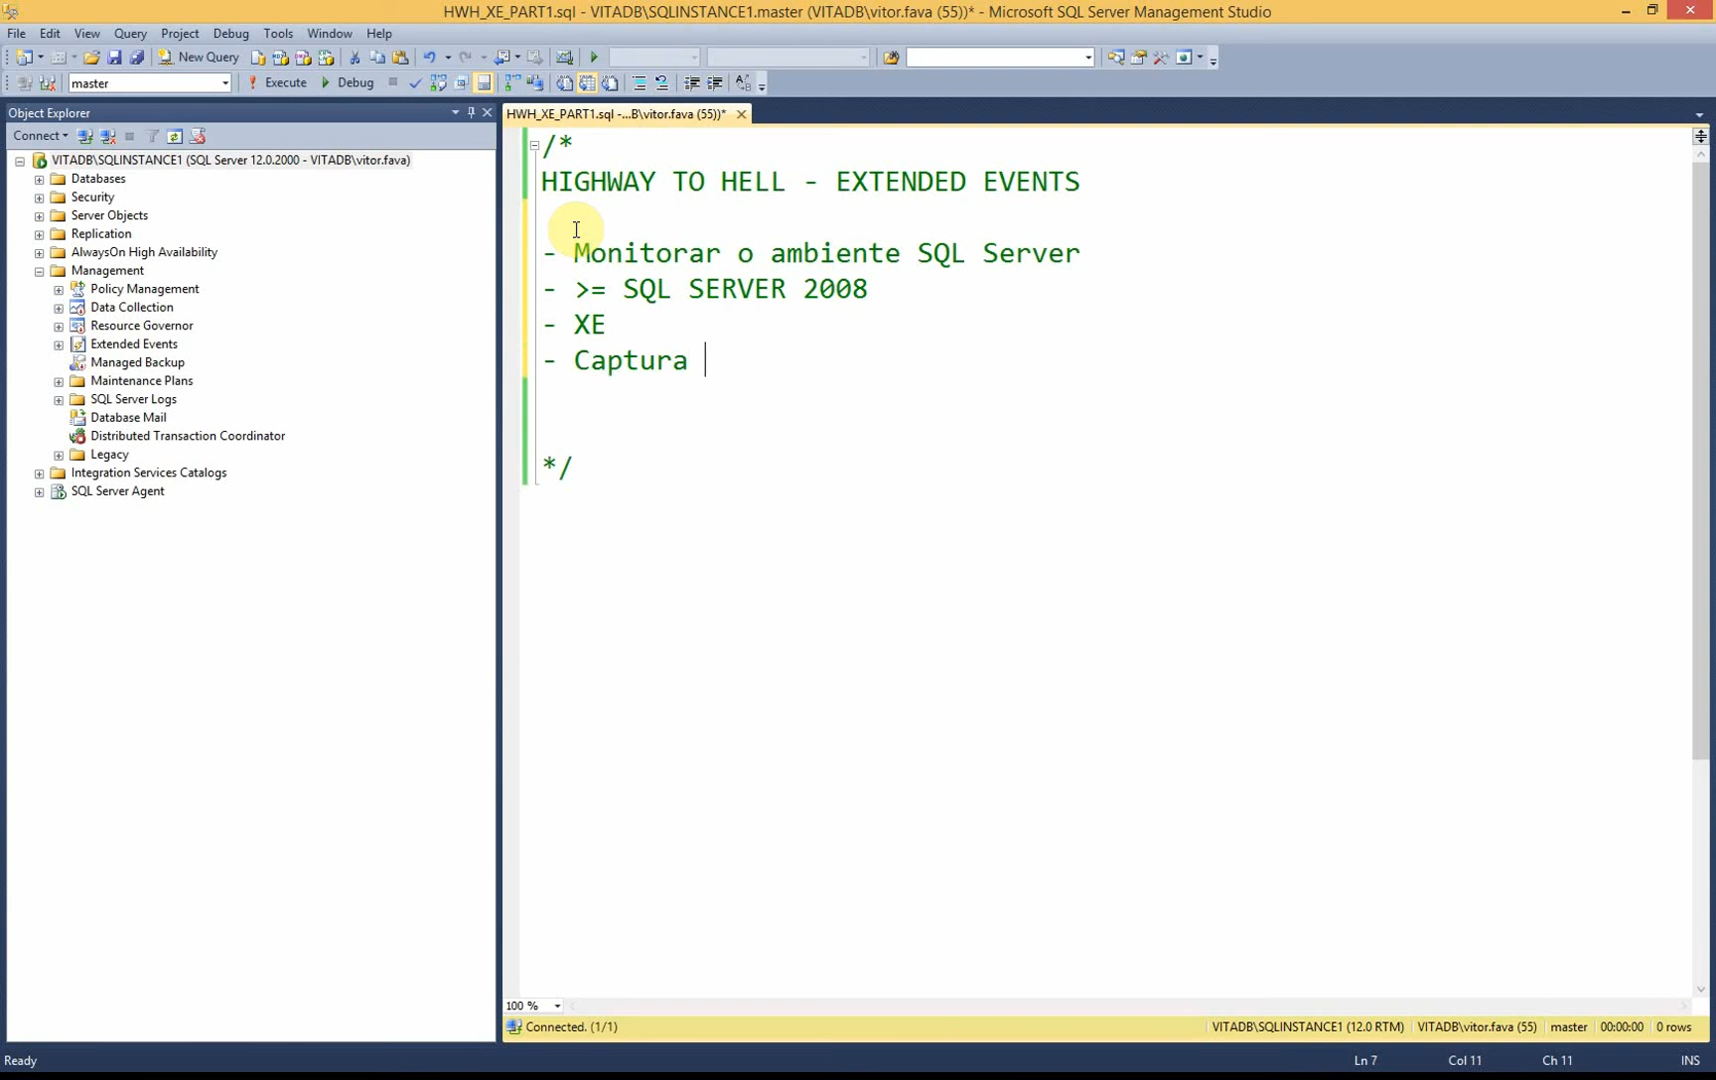 HWH_XE_PART1.sql - VITADB\SQLINSTANCE1.master (VITADB\vitor.fava (55))* - Microsoft SQL Server Management Studio
File Edit View Query Project Debug Tools Window Help
New Query
master Execute Debug
Object Explorer
Connect
VITADB\SQLINSTANCE1 (SQL Server 12.0.2000 - VITADB\vitor.fava)
Databases
Security
Server Objects
Replication
AlwaysOn High Availability
Management
Policy Management
Data Collection
Resource Governor
Extended Events
Managed Backup
Maintenance Plans
SQL Server Logs
Database Mail
Distributed Transaction Coordinator
Legacy
Integration Services Catalogs
SQL Server Agent
HWH_XE_PART1.sql -...B\vitor.fava (55))*
/*
HIGHWAY TO HELL - EXTENDED EVENTS
- Monitorar o ambiente SQL Server
- >= SQL SERVER 2008
- XE
- Captura
*/
100 %
Connected. (1/1) VITADB\SQLINSTANCE1 (12.0 RTM) VITADB\vitor.fava (55) master 00:00:00 0 rows
Ready Ln 7 Col 11 Ch 11 INS